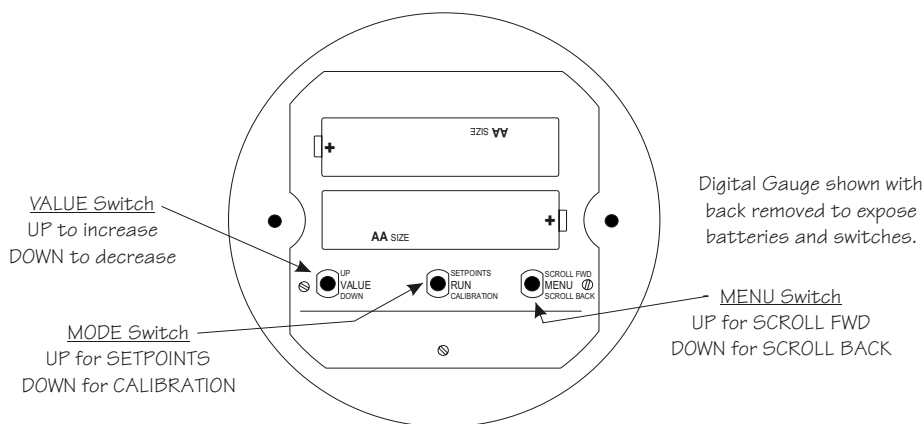 AA SIZE
+
+
AA SIZE
VALUE Switch
UP to increase
DOWN to decrease
Digital Gauge shown with
back removed to expose
batteries and switches.
UP
VALUE
DOWN
SETPOINTS
RUN
CALIBRATION
SCROLL FWD
MENU
SCROLL BACK
MODE Switch
UP for SETPOINTS
DOWN for CALIBRATION
MENU Switch
UP for SCROLL FWD
DOWN for SCROLL BACK